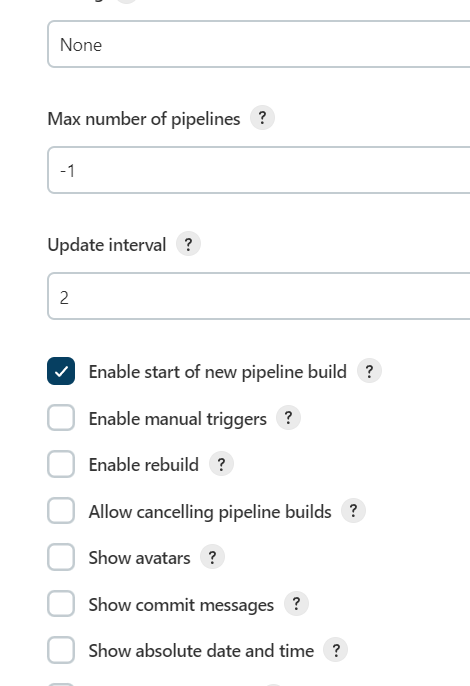 None
Max number of pipelines ?
-1
Update interval ?
2
Enable start of new pipeline build ?
Enable manual triggers ?
Enable rebuild ?
Allow cancelling pipeline builds ?
Show avatars ?
Show commit messages ?
Show absolute date and time ?